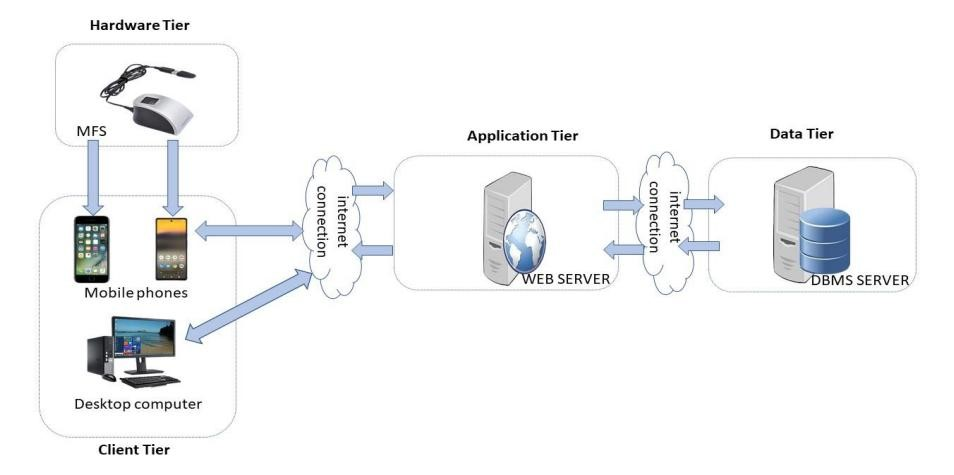 Hardware Tier
MFS
Application Tier
Data Tier
internet
connection
internet
connection
WEB SERVER
DBMS SERVER
Mobile phones
Desktop computer
Client Tier